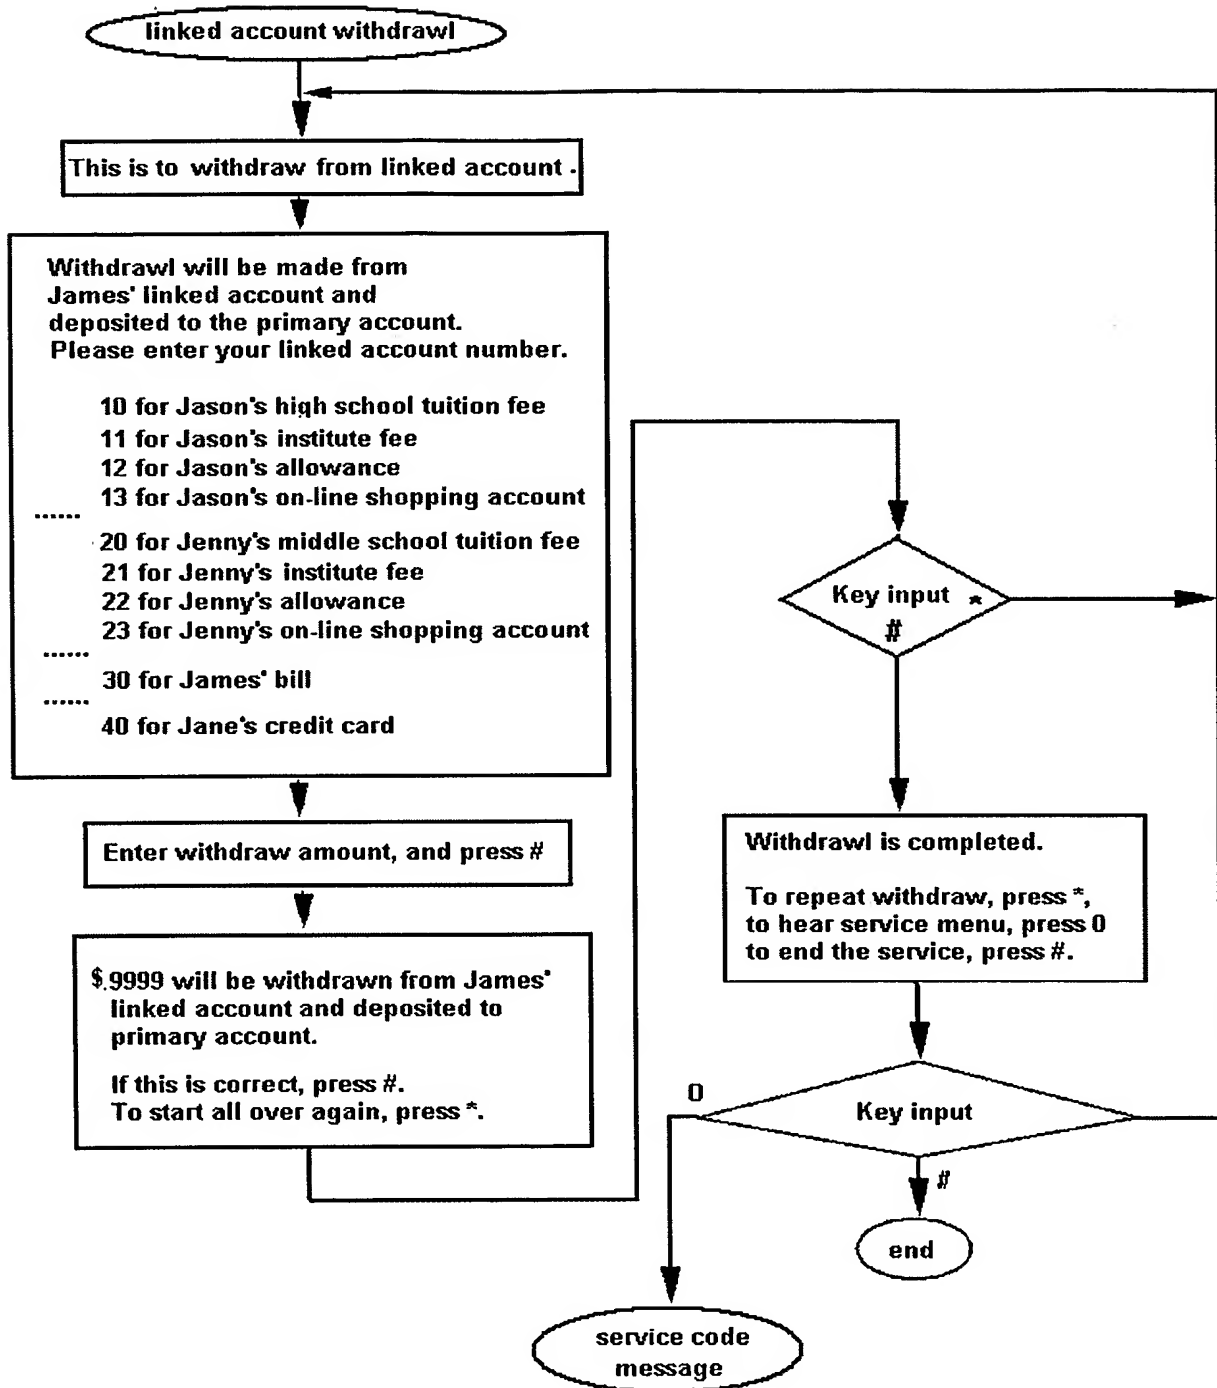 linked account withdrawl
This is to withdraw from linked account .
Withdrawl will be made from
James' linked account and
deposited to the primary account.
Please enter your linked account number.
10 for Jason's high school tuition fee
11 for Jason's institute fee
12 for Jason's allowance
13 for Jason's on-line shopping account
......
20 for Jenny's middle school tuition fee
21 for Jenny's institute fee
22 for Jenny's allowance
23 for Jenny's on-line shopping account
......
30 for James' bill
......
40 for Jane's credit card
Enter withdraw amount, and press #
$.9999 will be withdrawn from James'
linked account and deposited to
primary account.
If this is correct, press #.
To start all over again, press *.
Key input *
#
Withdrawl is completed.
To repeat withdraw, press *,
to hear service menu, press 0
to end the service, press #.
0
Key input
#
end
service code
message